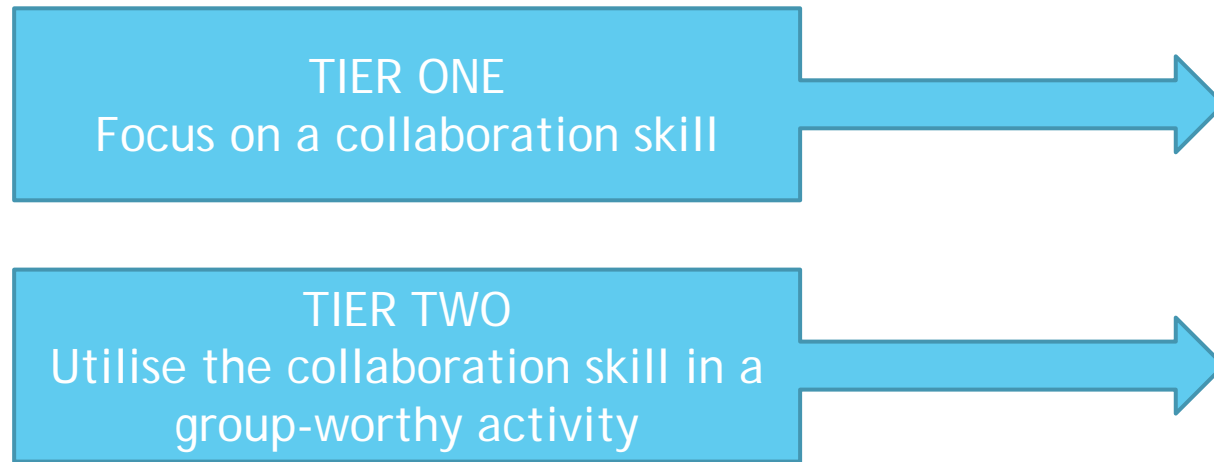 TIER ONE
Focus on a collaboration skill
TIER TWO
Utilise the collaboration skill in a
group-worthy activity